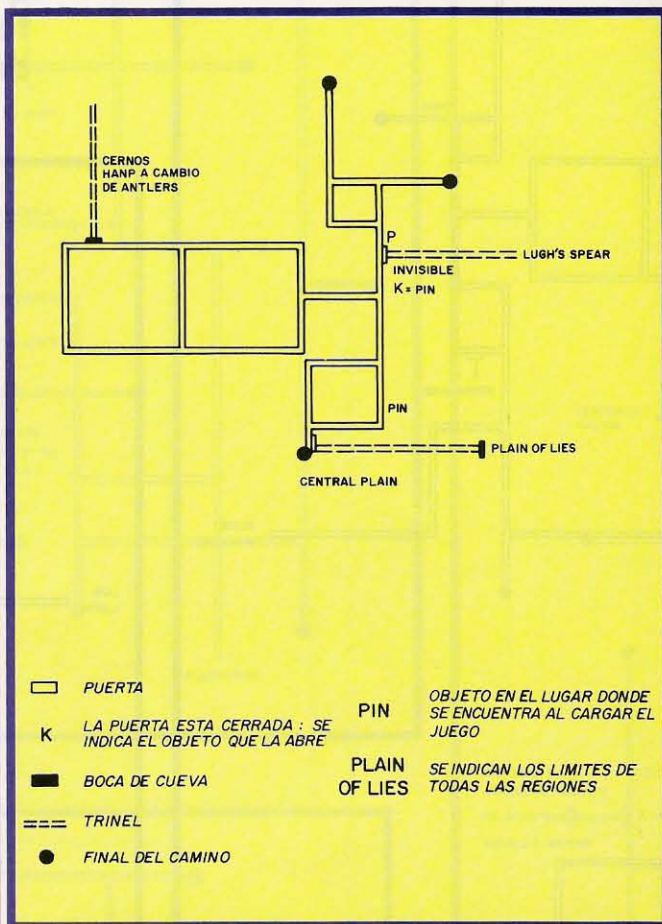 CERNOS
HANP A CAMBIO
DE ANTLERS
P
LUGH'S SPEAR
INVISIBLE
K = PIN
PIN
PLAIN OF LIES
CENTRAL PLAIN
PUERTA
K LA PUERTA ESTA CERRADA : SE
INDICA EL OBJETO QUE LA ABRE
BOCA DE CUEVA
TRINEL
FINAL DEL CAMINO
PIN OBJETO EN EL LUGAR DONDE
SE ENCUENTRA AL CARGAR EL
JUEGO
PLAIN
OF LIES
SE INDICAN LOS LIMITES DE
TODAS LAS REGIONES